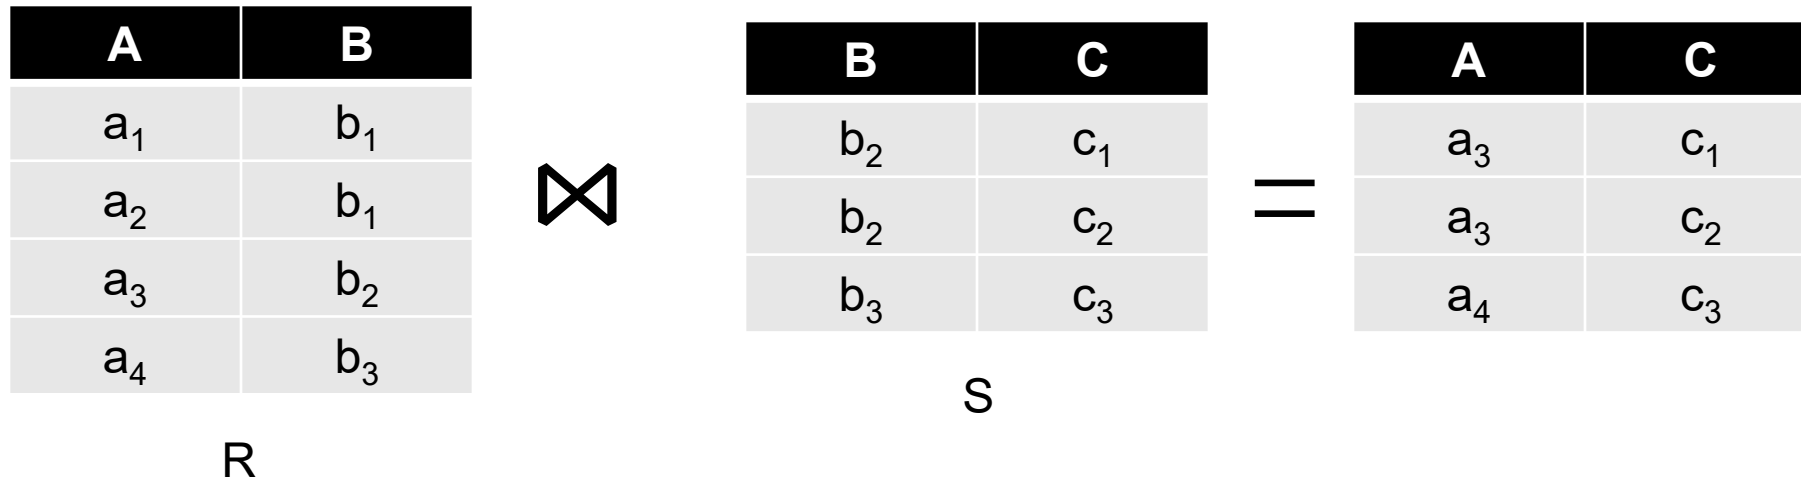 A B
a₁ b₁
a₂ b₁
a₃ b₂
a₄ b₃
R
⋈
B C
b₂ c₁
b₂ c₂
b₃ c₃
S
=
A C
a₃ c₁
a₃ c₂
a₄ c₃